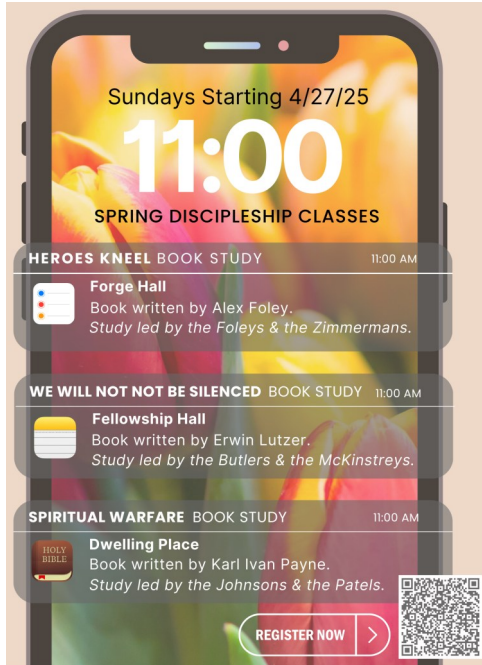 Sundays Starting 4/27/25
11:00
SPRING DISCIPLESHIP CLASSES
HEROES KNEEL BOOK STUDY 11:00 AM
Forge Hall
Book written by Alex Foley.
Study led by the Foleys & the Zimmermans.
WE WILL NOT NOT BE SILENCED BOOK STUDY 11:00 AM
Fellowship Hall
Book written by Erwin Lutzer.
Study led by the Butlers & the McKinstreys.
SPIRITUAL WARFARE BOOK STUDY 11:00 AM
HOLY
BIBLE
Dwelling Place
Book written by Karl Ivan Payne.
Study led by the Johnsons & the Patels.
REGISTER NOW